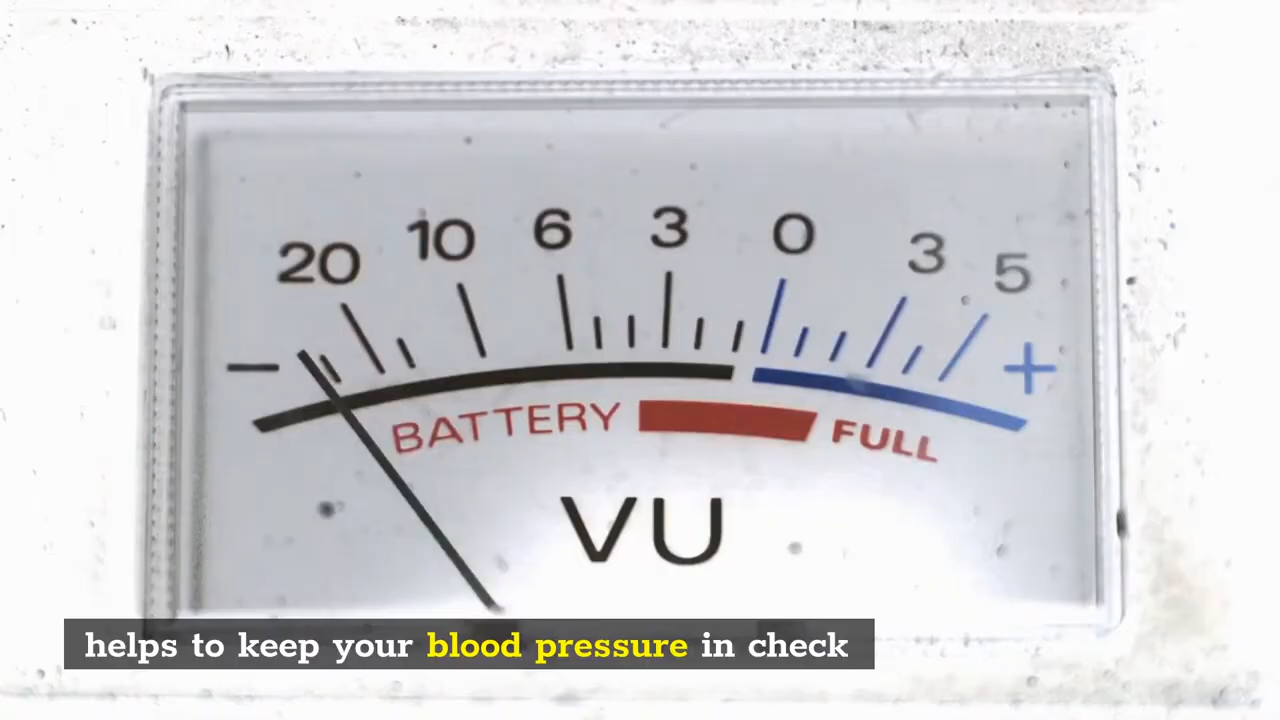 20 10 6 3 0 3 5
− +
BATTERY FULL
VU
helps to keep your blood pressure in check